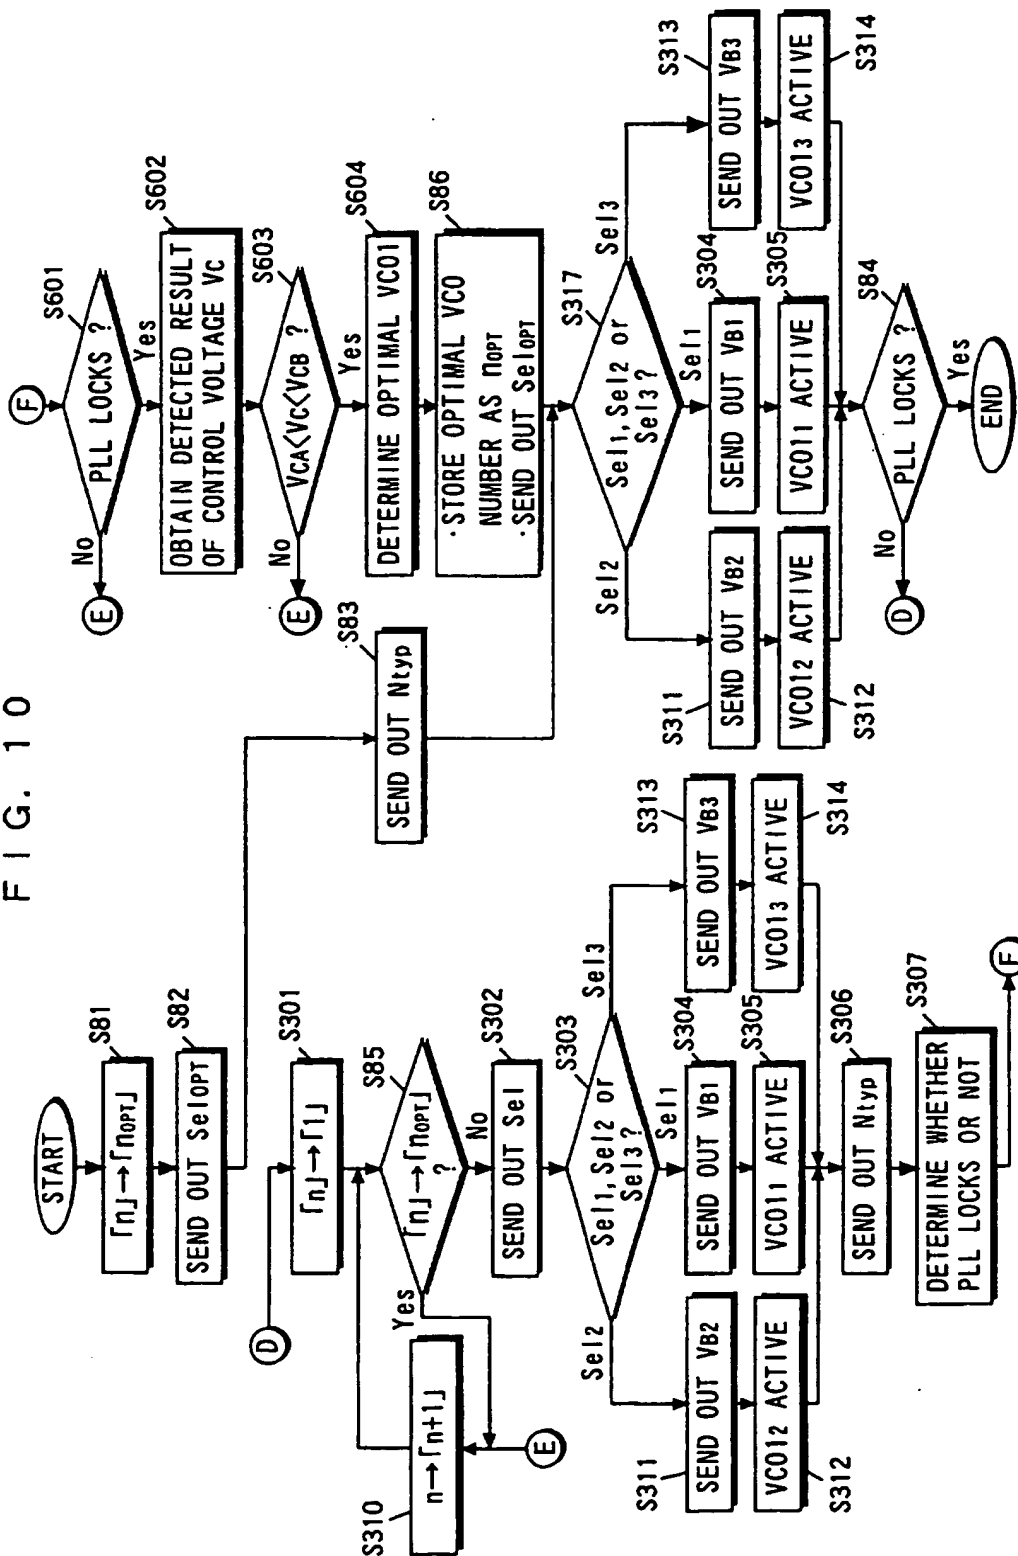 FIG. 10
START
S81
「n」→「nOPT」
S82
SEND OUT SelOPT
D
S301
「n」→「1」
S85
「n」→「nOPT」
?
Yes
No
S310
n→「n+1」
E
S302
SEND OUT Sel
S303
Sel1, Sel2 or
Sel3 ?
Sel2
Sel1
Sel3
S311
SEND OUT VB2
S304
SEND OUT VB1
S313
SEND OUT VB3
S312
VCO12 ACTIVE
S305
VCO11 ACTIVE
S314
VCO13 ACTIVE
S306
SEND OUT Ntyp
S307
DETERMINE WHETHER
PLL LOCKS OR NOT
F
F
S601
PLL LOCKS ?
No
E
Yes
S602
OBTAIN DETECTED RESULT
OF CONTROL VOLTAGE VC
S603
VCA<VC<VCB ?
No
E
Yes
S604
DETERMINE OPTIMAL VCO1
S86
·STORE OPTIMAL VCO
NUMBER AS nOPT
·SEND OUT SelOPT
S83
SEND OUT Ntyp
S317
Sel1, Sel2 or
Sel3 ?
Sel2
Sel1
Sel3
S311
SEND OUT VB2
S304
SEND OUT VB1
S313
SEND OUT VB3
S312
VCO12 ACTIVE
S305
VCO11 ACTIVE
S314
VCO13 ACTIVE
S84
PLL LOCKS ?
No
D
Yes
END